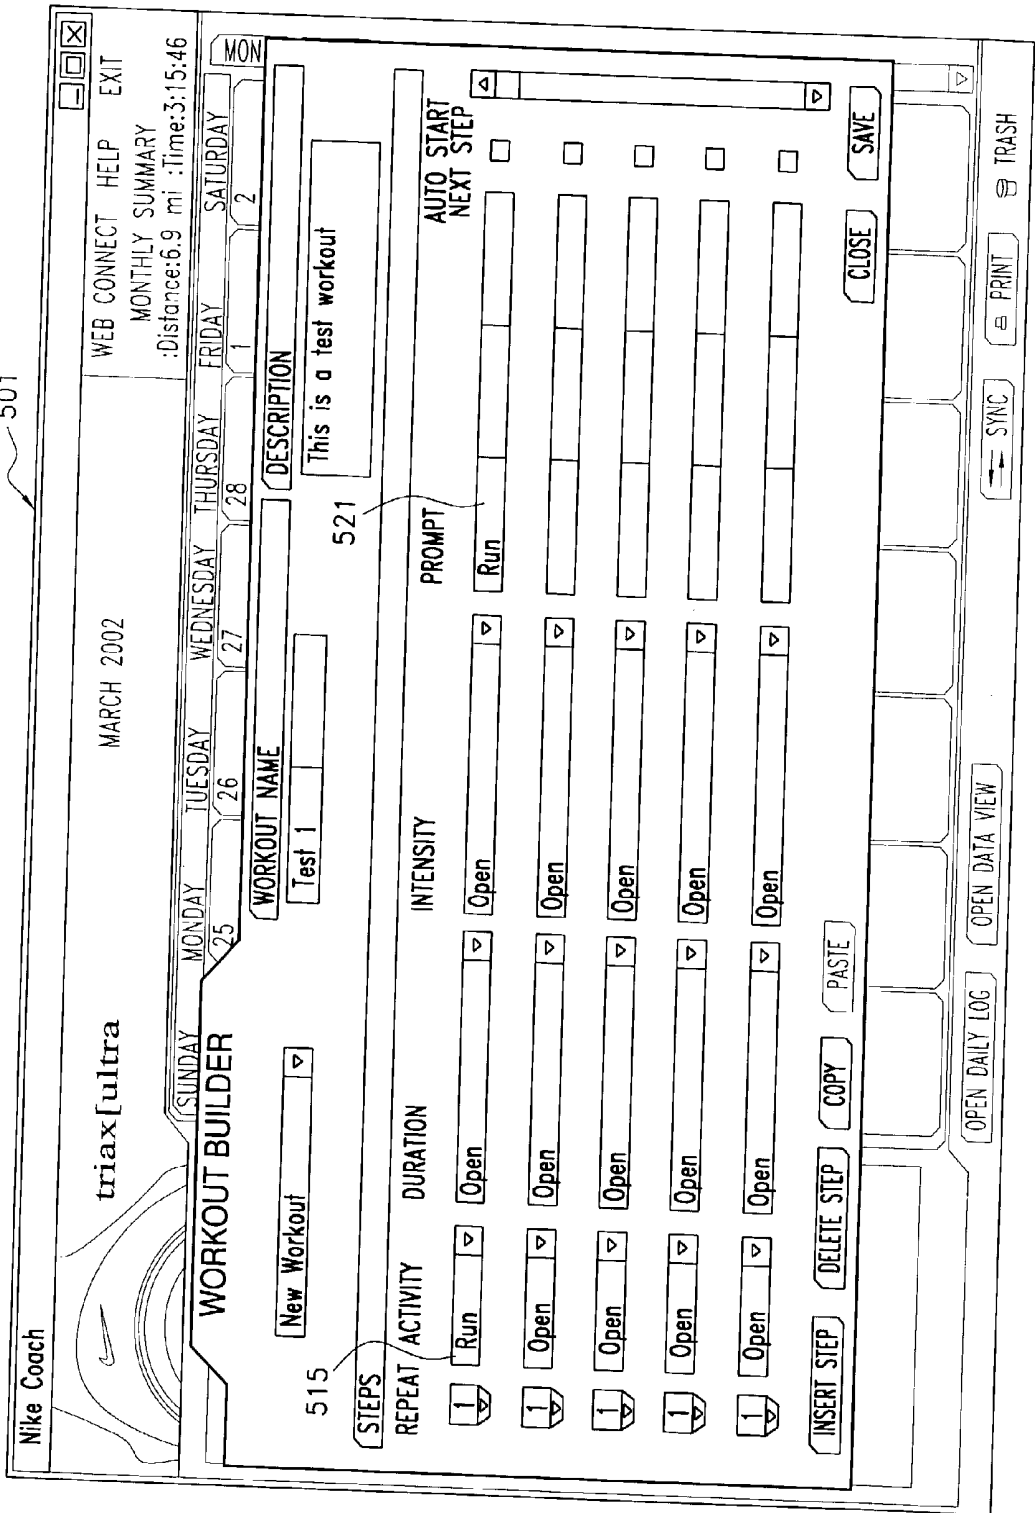 501
Nike Coach
WEB CONNECT HELP EXIT
triax[ultra
MARCH 2002
MONTHLY SUMMARY
:Distance:6.9 mi :Time:3:15:46
SUNDAY MONDAY TUESDAY WEDNESDAY THURSDAY FRIDAY SATURDAY
25 26 27 28 1 2 MON
WORKOUT BUILDER
WORKOUT NAME DESCRIPTION
New Workout Test 1 This is a test workout
515 521
STEPS
REPEAT ACTIVITY DURATION INTENSITY PROMPT AUTO START
NEXT STEP
1 Run Open Open Run
1 Open Open Open
1 Open Open Open
1 Open Open Open
1 Open Open Open
INSERT STEP DELETE STEP COPY PASTE CLOSE SAVE
OPEN DAILY LOG OPEN DATA VIEW SYNC PRINT TRASH